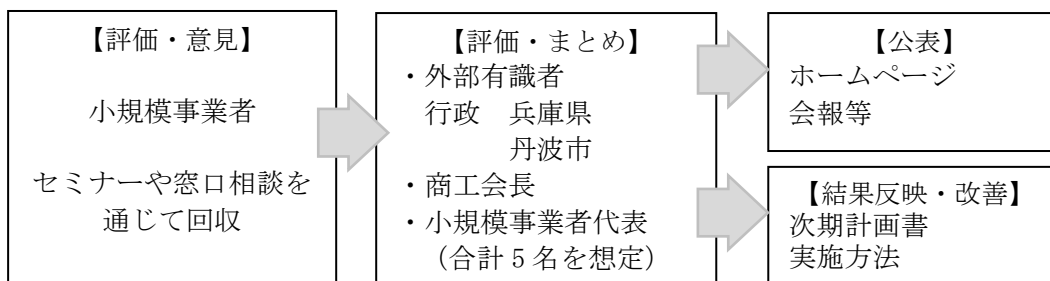 【評価・意見】
小規模事業者
セミナーや窓口相談を
通じて回収
【評価・まとめ】
・外部有識者
行政　兵庫県
丹波市
・商工会長
・小規模事業者代表
（合計５名を想定）
【公表】
ホームページ
会報等
【結果反映・改善】
次期計画書
実施方法